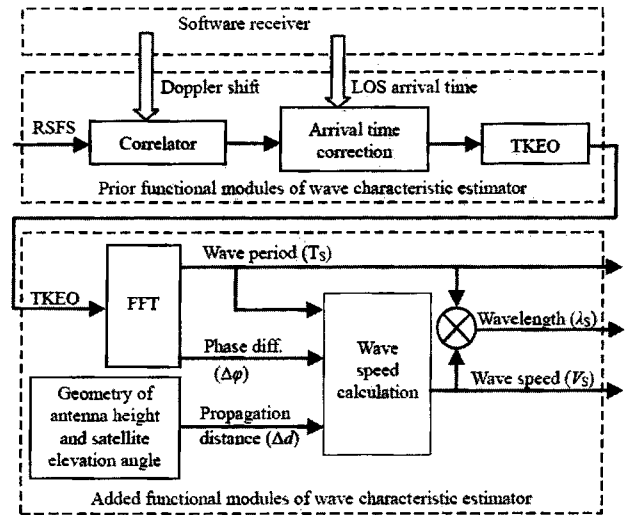 Software receiver
Doppler shift
LOS arrival time
RSFS
Correlator
Arrival time
correction
TKEO
Prior functional modules of wave characteristic estimator
Wave period (TS)
TKEO
FFT
Wavelength (λS)
Phase diff.
(Δφ)
Wave
speed
calculation
Wave speed (VS)
Geometry of
antenna height
and satellite
elevation angle
Propagation
distance (Δd)
Added functional modules of wave characteristic estimator